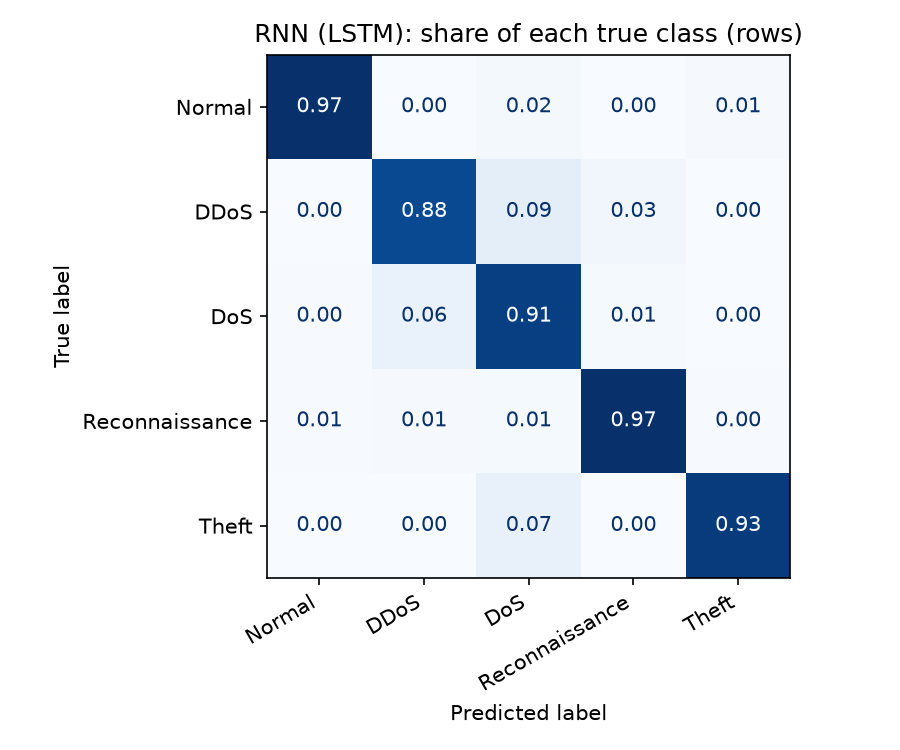 RNN (LSTM): share of each true class (rows)
True label
Normal 0.97 0.00 0.02 0.00 0.01
DDoS 0.00 0.88 0.09 0.03 0.00
DoS 0.00 0.06 0.91 0.01 0.00
Reconnaissance 0.01 0.01 0.01 0.97 0.00
Theft 0.00 0.00 0.07 0.00 0.93
Normal DDoS DoS Reconnaissance Theft
Predicted label